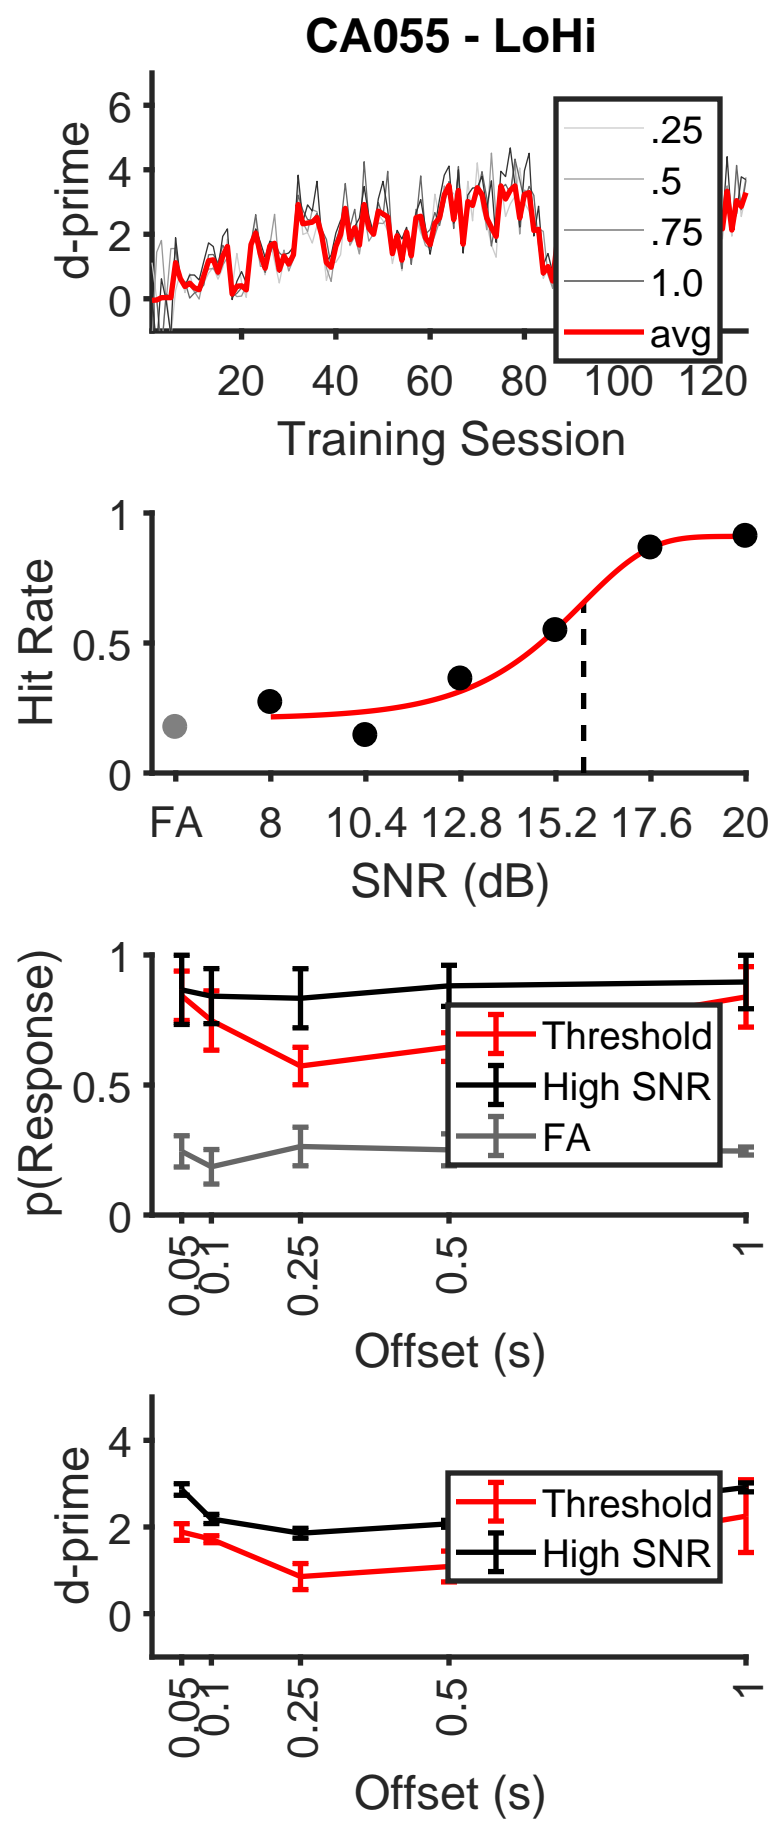 CA055 - LoHi
d-prime
6
4
2
0
.25
.5
.75
1.0
avg
20 40 60 80 100 120
Training Session
Hit Rate
1
0.5
0
FA 8 10.4 12.8 15.2 17.6 20
SNR (dB)
p(Response)
1
0.5
0
Threshold
High SNR
FA
0.05 0.1 0.25 0.5 1
Offset (s)
d-prime
4
2
0
Threshold
High SNR
0.05 0.1 0.25 0.5 1
Offset (s)